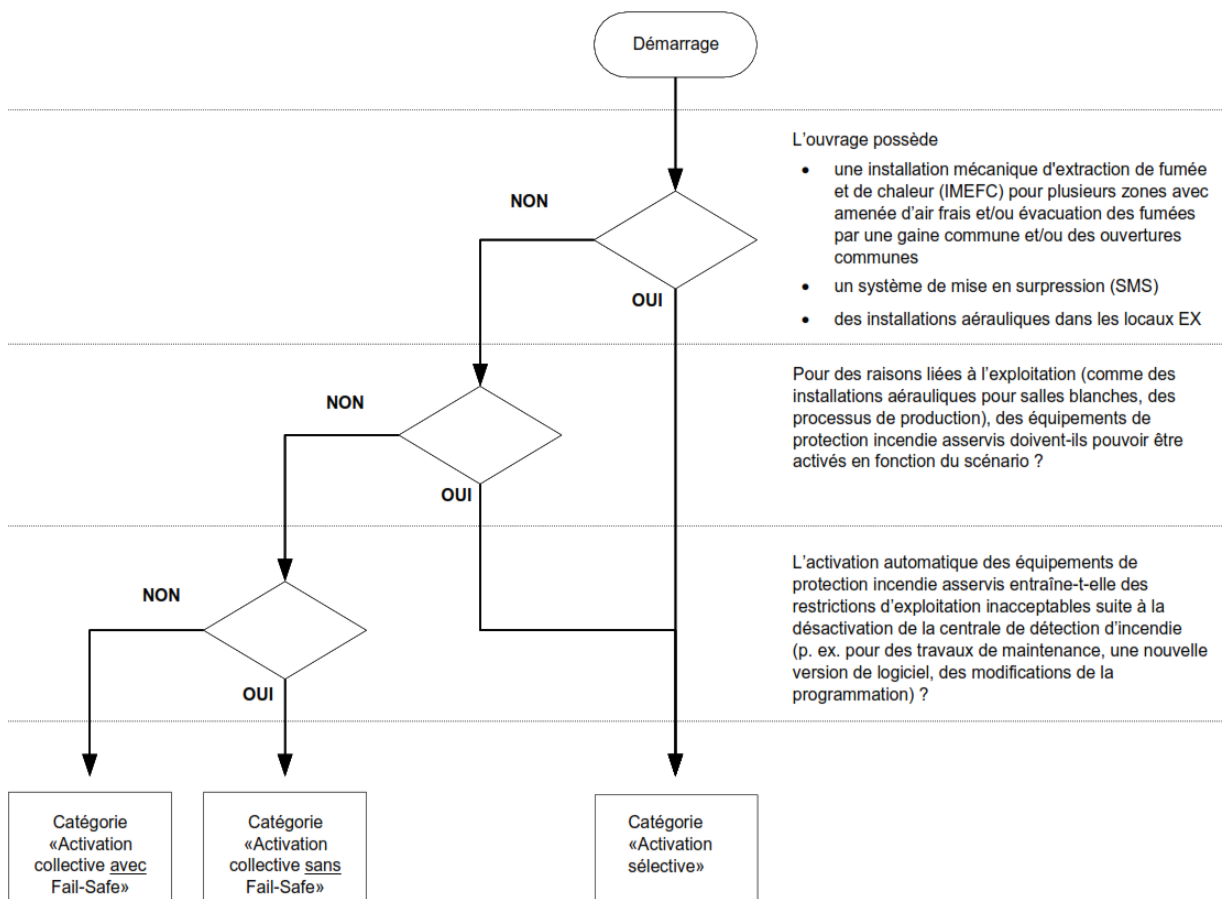 Démarrage
L'ouvrage possède
• une installation mécanique d'extraction de fumée
et de chaleur (IMEFC) pour plusieurs zones avec
amenée d'air frais et/ou évacuation des fumées
par une gaine commune et/ou des ouvertures
communes
• un système de mise en surpression (SMS)
• des installations aérauliques dans les locaux EX
NON
OUI
Pour des raisons liées à l'exploitation (comme des
installations aérauliques pour salles blanches, des
processus de production), des équipements de
protection incendie asservis doivent-ils pouvoir être
activés en fonction du scénario ?
NON
OUI
L'activation automatique des équipements de
protection incendie asservis entraîne-t-elle des
restrictions d'exploitation inacceptables suite à la
désactivation de la centrale de détection d'incendie
(p. ex. pour des travaux de maintenance, une nouvelle
version de logiciel, des modifications de la
programmation) ?
NON
OUI
Catégorie
«Activation
collective avec
Fail-Safe»
Catégorie
«Activation
collective sans
Fail-Safe»
Catégorie
«Activation
sélective»